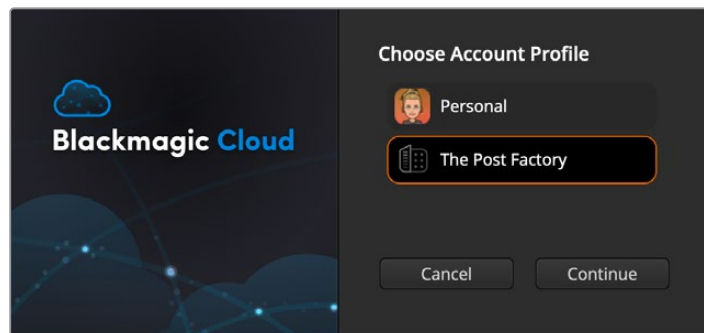 Blackmagic Cloud
Choose Account Profile
Personal
The Post Factory
Cancel
Continue